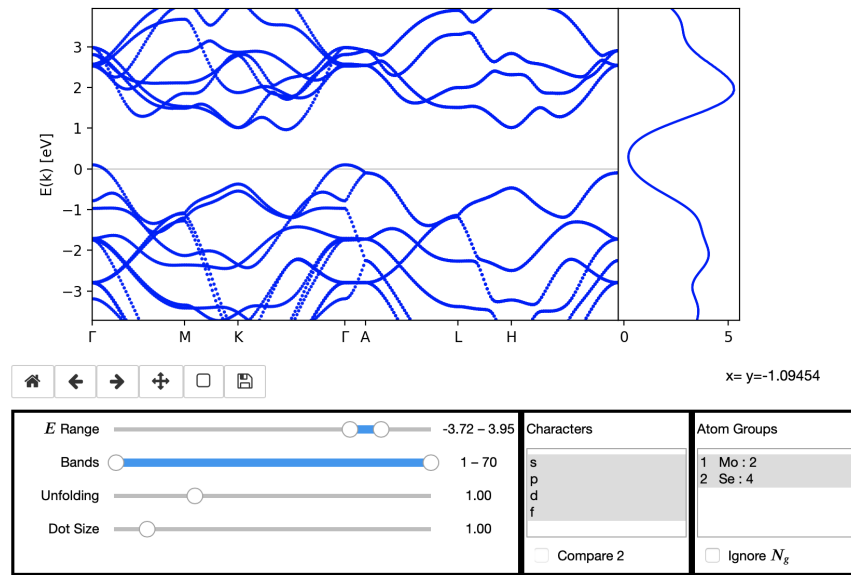 3
2
1
0
−1
−2
−3
E(k) [eV]
Γ M K Γ A L H
0 5
x= y=-1.09454
E Range -3.72 – 3.95
Bands 1 – 70
Unfolding 1.00
Dot Size 1.00
Characters
s
p
d
f
Compare 2
Atom Groups
1 Mo : 2
2 Se : 4
Ignore N_g